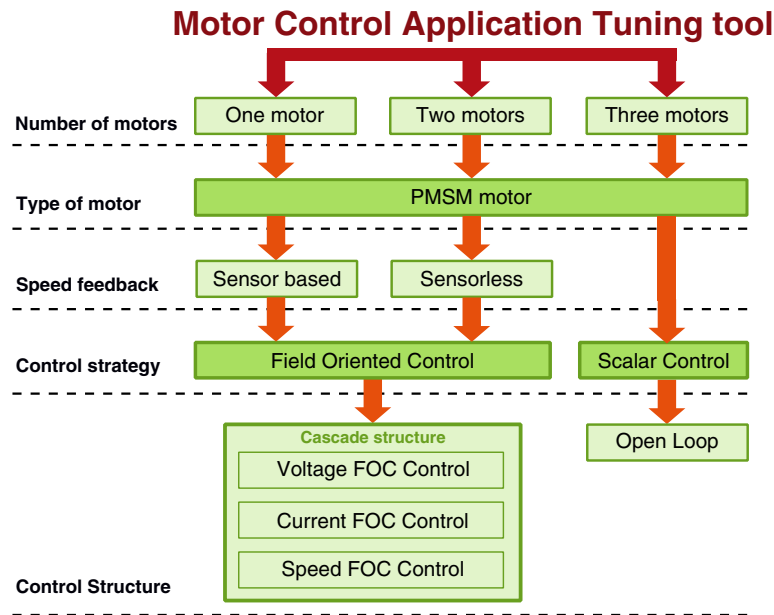 Motor Control Application Tuning tool
Number of motors
One motor
Two motors
Three motors
Type of motor
PMSM motor
Speed feedback
Sensor based
Sensorless
Control strategy
Field Oriented Control
Scalar Control
Cascade structure
Open Loop
Voltage FOC Control
Current FOC Control
Speed FOC Control
Control Structure